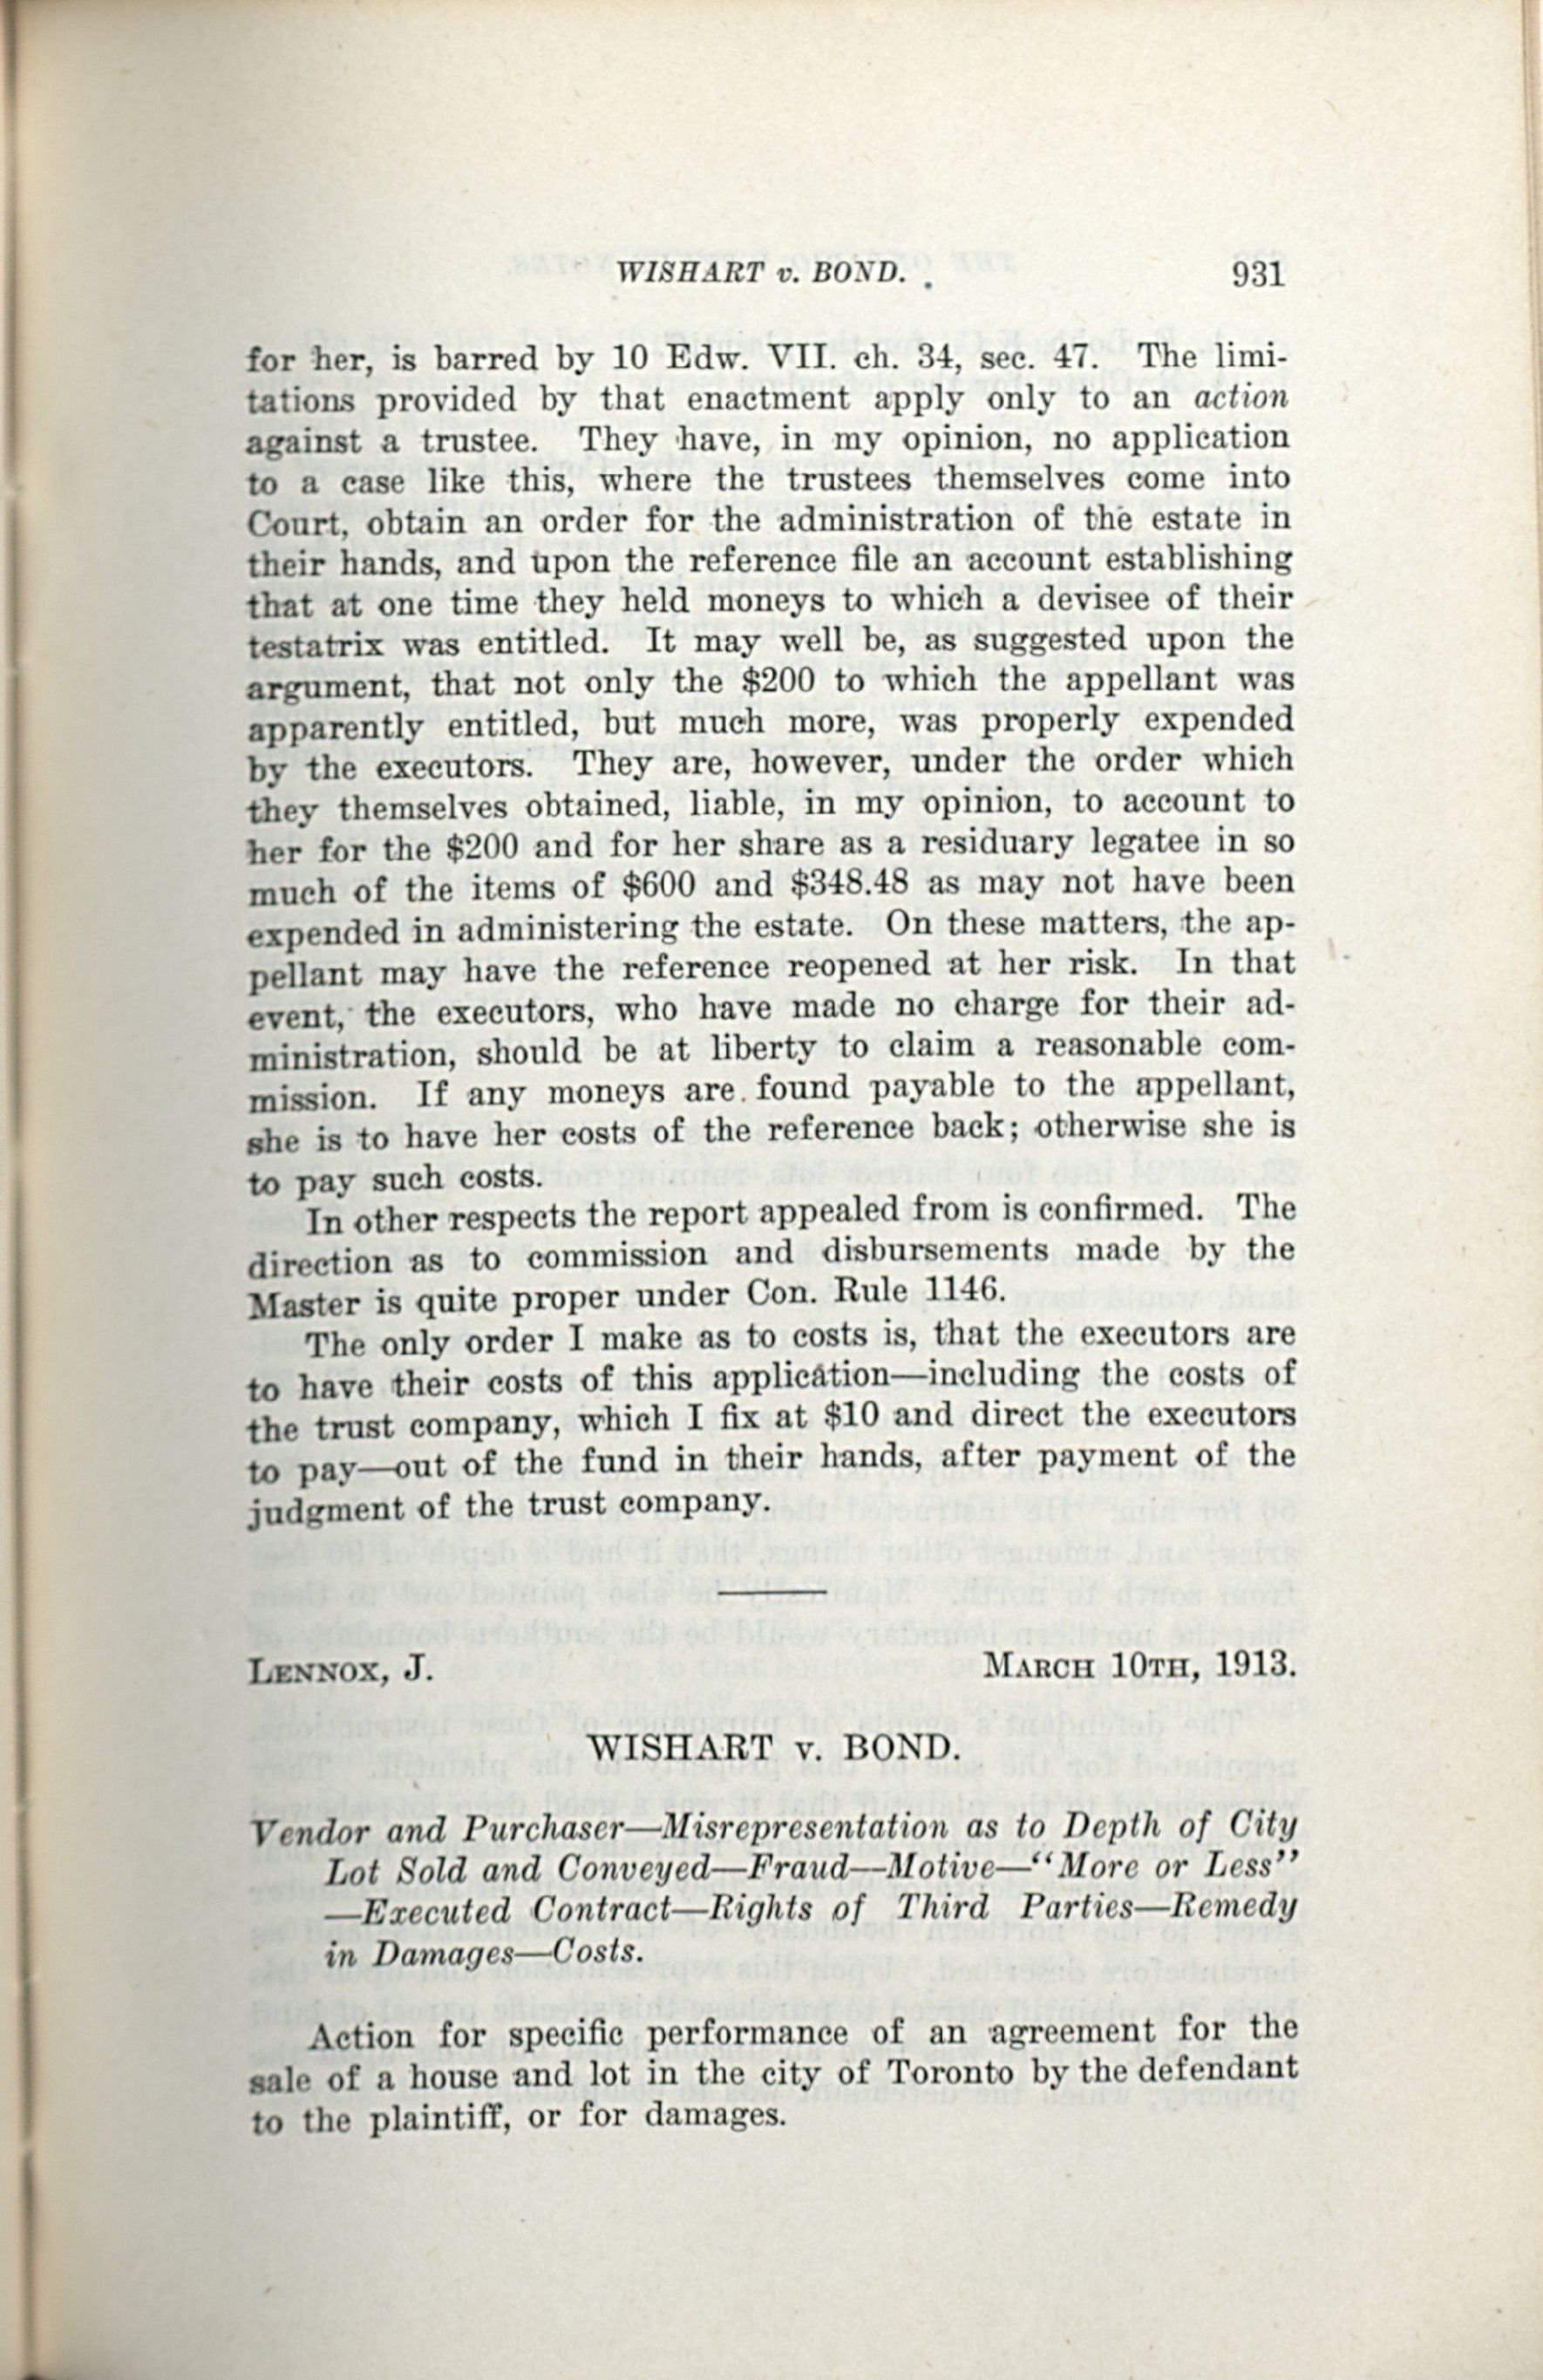 WISHART v. BOND. 931
for her, is barred by 10 Edw. VII. ch. 34, sec. 47. The limi-
tations provided by that enactment apply only to an action
against a trustee. They have, in my opinion, no application
to a case like this, where the trustees themselves come into
Court, obtain an order for the administration of the estate in
their hands, and upon the reference file an account establishing
that at one time they held moneys to which a devisee of their
testatrix was entitled. It may well be, as suggested upon the
argument, that not only the $200 to which the appellant was
apparently entitled, but much more, was properly expended
by the executors. They are, however, under the order which
they themselves obtained, liable, in my opinion, to account to
her for the $200 and for her share as a residuary legatee in so
much of the items of $600 and $348.48 as may not have been
expended in administering the estate. On these matters, the ap-
pellant may have the reference reopened at her risk. In that
event, the executors, who have made no charge for their ad-
ministration, should be at liberty to claim a reasonable com-
mission. If any moneys are found payable to the appellant,
she is to have her costs of the reference back; otherwise she is
to pay such costs.
In other respects the report appealed from is confirmed. The
direction as to commission and disbursements made by the
Master is quite proper under Con. Rule 1146.
The only order I make as to costs is, that the executors are
to have their costs of this application—including the costs of
the trust company, which I fix at $10 and direct the executors
to pay—out of the fund in their hands, after payment of the
judgment of the trust company.
LENNOX, J. MARCH 10TH, 1913.
WISHART v. BOND.
Vendor and Purchaser—Misrepresentation as to Depth of City
Lot Sold and Conveyed—Fraud—Motive—"More or Less"
—Executed Contract—Rights of Third Parties—Remedy
in Damages—Costs.
Action for specific performance of an agreement for the
sale of a house and lot in the city of Toronto by the defendant
to the plaintiff, or for damages.